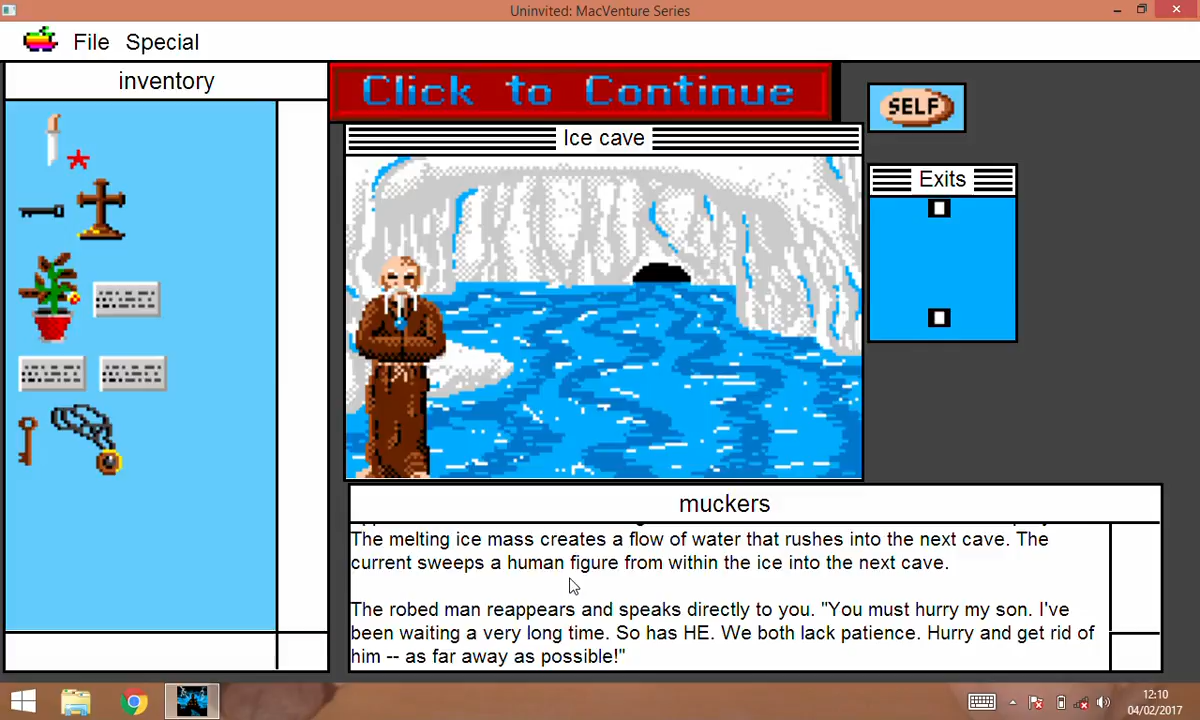 Uninvited: MacVenture Series
File Special
inventory
Click to Continue
SELF
Ice cave
Exits
muckers
The melting ice mass creates a flow of water that rushes into the next cave. The
current sweeps a human figure from within the ice into the next cave.
The robed man reappears and speaks directly to you. "You must hurry my son. I've
been waiting a very long time. So has HE. We both lack patience. Hurry and get rid of
him -- as far away as possible!"
12:10
04/02/2017